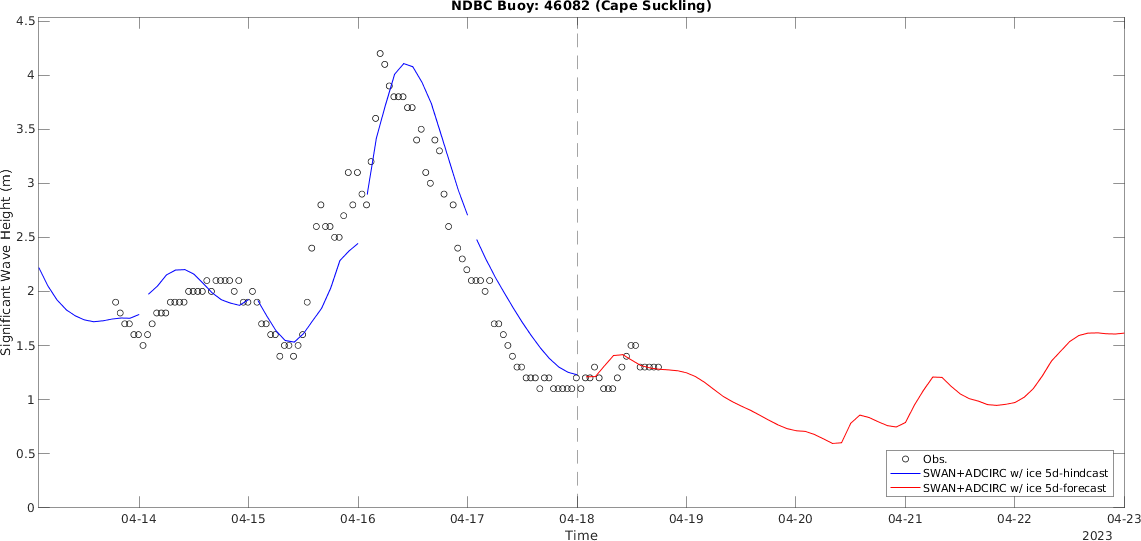 NDBC Buoy: 46082 (Cape Suckling)
4.5
4
3.5
3
2.5
2
1.5
1
0.5
0
Significant Wave Height (m)
Obs.
SWAN+ADCIRC w/ ice 5d-hindcast
SWAN+ADCIRC w/ ice 5d-forecast
04-14 04-15 04-16 04-17 04-18 04-19 04-20 04-21 04-22 04-23
Time
2023